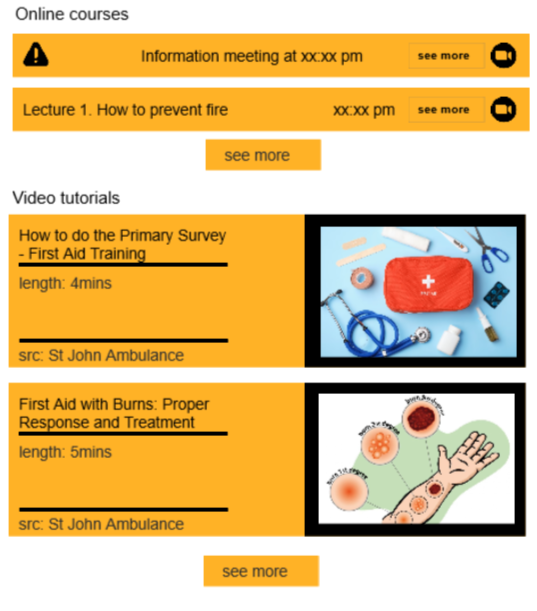 Online courses
Information meeting at xx:xx pm see more
Lecture 1. How to prevent fire xx:xx pm see more
see more
Video tutorials
How to do the Primary Survey
- First Aid Training
length: 4mins
src: St John Ambulance
First Aid with Burns: Proper
Response and Treatment
length: 5mins
src: St John Ambulance
see more